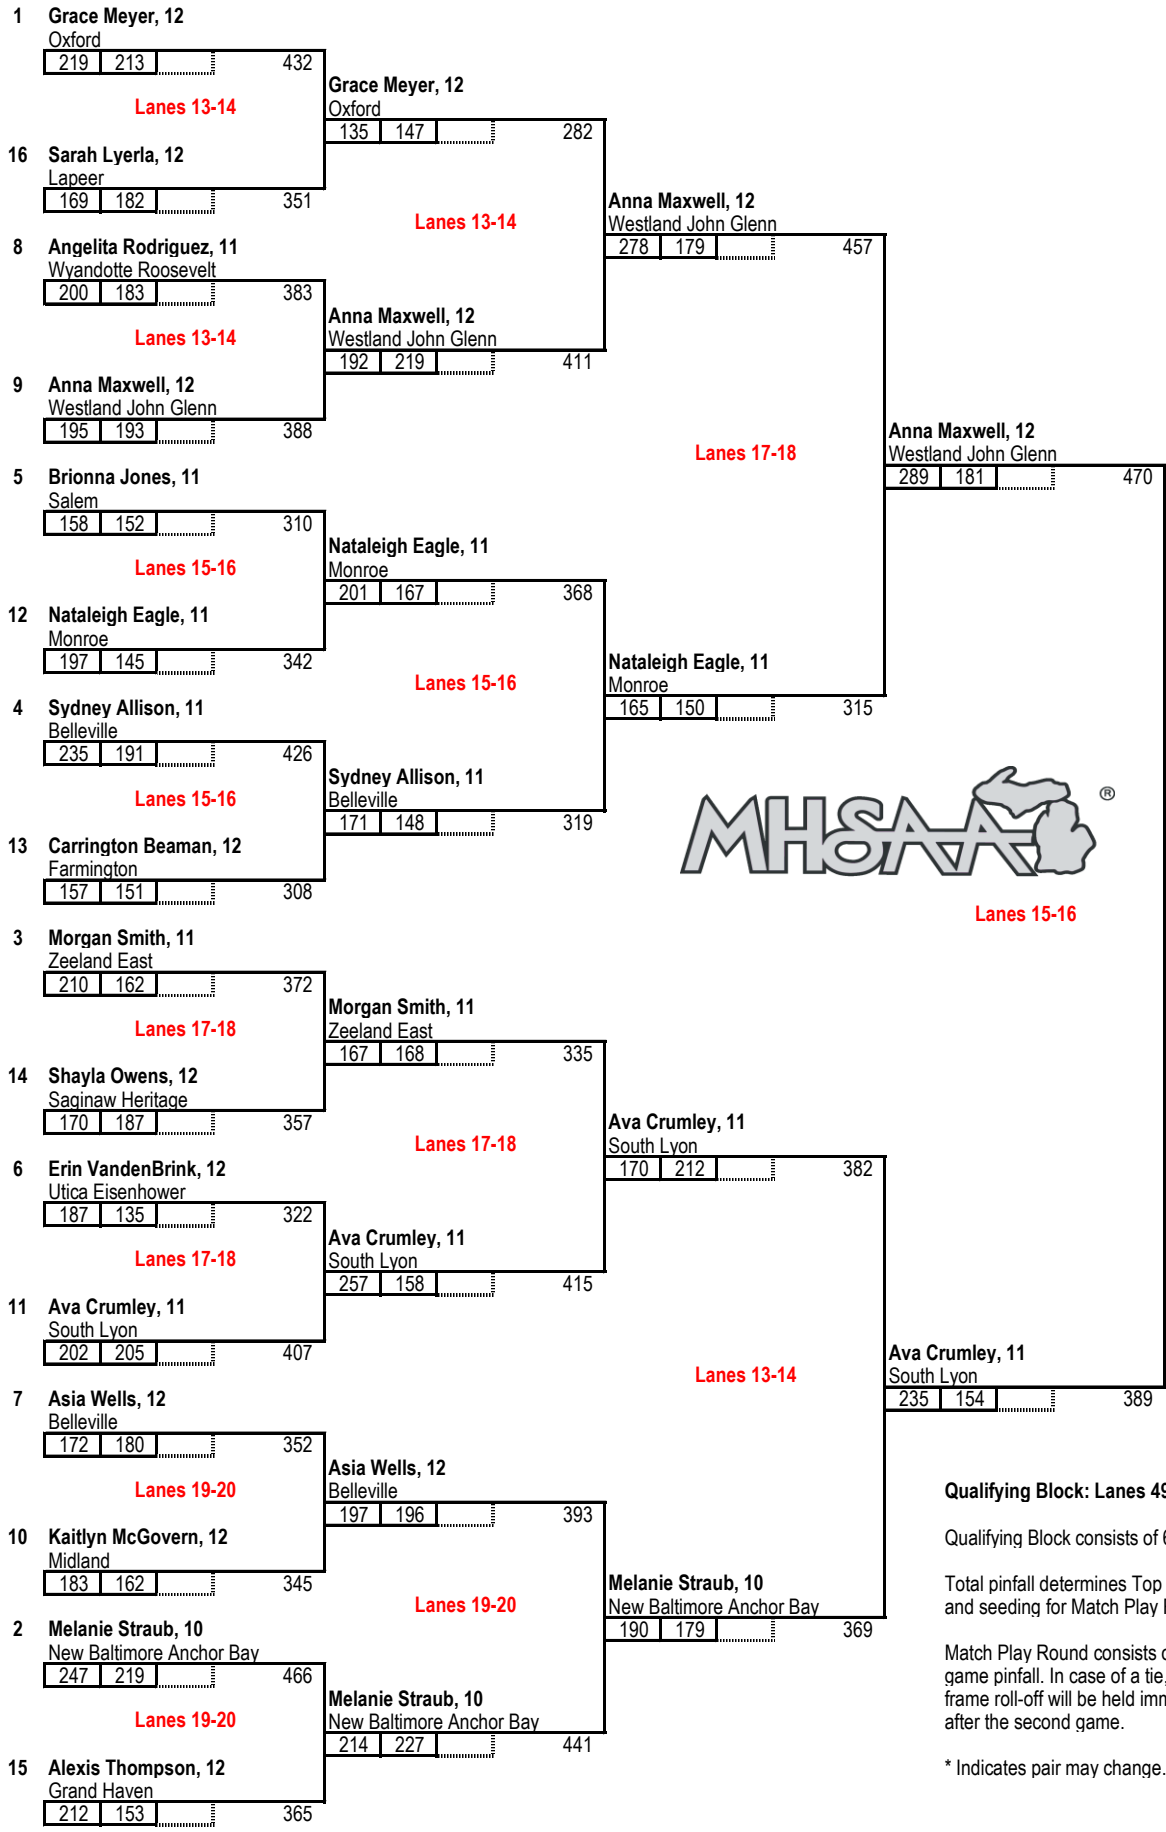 1 Grace Meyer, 12
Oxford
219 213 432
Lanes 13-14
16 Sarah Lyerla, 12
Lapeer
169 182 351
8 Angelita Rodriguez, 11
Wyandotte Roosevelt
200 183 383
Lanes 13-14
9 Anna Maxwell, 12
Westland John Glenn
195 193 388
5 Brionna Jones, 11
Salem
158 152 310
Lanes 15-16
12 Nataleigh Eagle, 11
Monroe
197 145 342
4 Sydney Allison, 11
Belleville
235 191 426
Lanes 15-16
13 Carrington Beaman, 12
Farmington
157 151 308
3 Morgan Smith, 11
Zeeland East
210 162 372
Lanes 17-18
14 Shayla Owens, 12
Saginaw Heritage
170 187 357
6 Erin VandenBrink, 12
Utica Eisenhower
187 135 322
Lanes 17-18
11 Ava Crumley, 11
South Lyon
202 205 407
7 Asia Wells, 12
Belleville
172 180 352
Lanes 19-20
10 Kaitlyn McGovern, 12
Midland
183 162 345
2 Melanie Straub, 10
New Baltimore Anchor Bay
247 219 466
Lanes 19-20
15 Alexis Thompson, 12
Grand Haven
212 153 365
Grace Meyer, 12
Oxford
135 147 282
Lanes 13-14
Anna Maxwell, 12
Westland John Glenn
192 219 411
Nataleigh Eagle, 11
Monroe
201 167 368
Lanes 15-16
Sydney Allison, 11
Belleville
171 148 319
Morgan Smith, 11
Zeeland East
167 168 335
Lanes 17-18
Ava Crumley, 11
South Lyon
257 158 415
Asia Wells, 12
Belleville
197 196 393
Lanes 19-20
Melanie Straub, 10
New Baltimore Anchor Bay
214 227 441
Anna Maxwell, 12
Westland John Glenn
278 179 457
Lanes 17-18
Nataleigh Eagle, 11
Monroe
165 150 315
Ava Crumley, 11
South Lyon
170 212 382
Lanes 13-14
Melanie Straub, 10
New Baltimore Anchor Bay
190 179 369
Anna Maxwell, 12
Westland John Glenn
289 181 470
MHSAA ®
Lanes 15-16
Ava Crumley, 11
South Lyon
235 154 389
Qualifying Block: Lanes 49
Qualifying Block consists of
Total pinfall determines Top
and seeding for Match Play
Match Play Round consists
game pinfall. In case of a tie,
frame roll-off will be held
after the second game.
* Indicates pair may change.